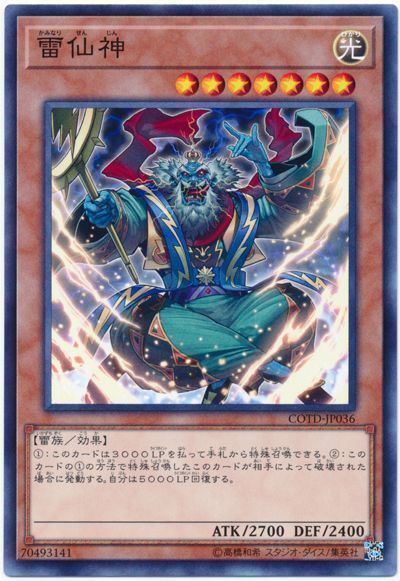 雷仙神
光
COTD-JP036
【雷族／効果】
①：このカードは３０００LPを払って手札から特殊召喚できる。②：こ
のカードの①の方法で特殊召喚したこのカードが相手によって破壊された
場合に発動する。自分は５０００LP回復する。
ATK/2700 DEF/2400
70493141
©高橋和希 スタジオ・ダイス/集英社